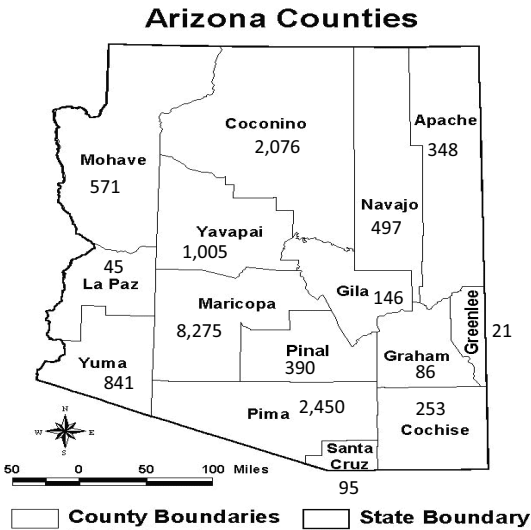 Arizona Counties
Apache
348
Coconino
2,076
Mohave
571
Navajo
497
Yavapai
1,005
45
La Paz
Gila 146
Maricopa
8,275
Greenlee
21
Pinal
390
Graham
86
Yuma
841
Pima 2,450
253
Cochise
Santa
Cruz
95
N
W E
S
50 0 50 100 Miles
County Boundaries State Boundary